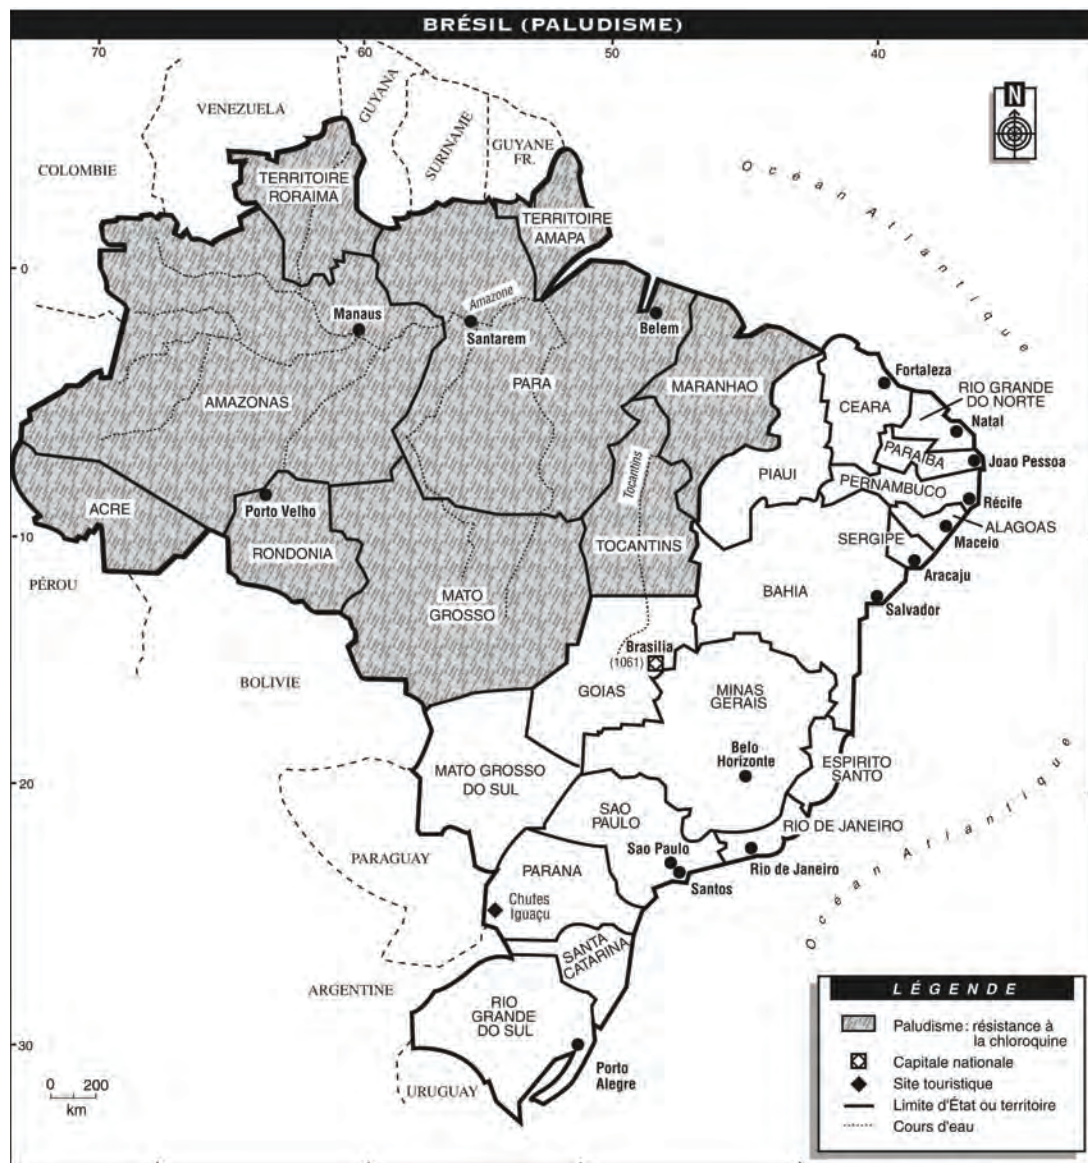 BRÉSIL (PALUDISME)
70
60
50
40
VENEZUELA
GUYANA
SURINAME
GUYANE
FR.
COLOMBIE
N
Océan Atlantique
TERRITOIRE
RORAIMA
TERRITOIRE
AMAPA
0
Manaus
Amazone
Santarem
Belem
AMAZONAS
PARA
MARANHAO
Fortaleza
CEARA
RIO GRANDE
DO NORTE
Natal
PARAIBA
Joao Pessoa
PIAUI
PERNAMBUCO
Récife
ALAGOAS
Maceio
SERGIPE
Aracaju
Tocantins
ACRE
Porto Velho
RONDONIA
TOCANTINS
10
PÉROU
MATO
GROSSO
BAHIA
Salvador
Brasilia
(1061)
BOLIVIE
GOIAS
MINAS
GERAIS
Belo
Horizonte
ESPIRITO
SANTO
MATO GROSSO
DO SUL
20
SAO
PAULO
RIO DE JANEIRO
Océan Atlantique
PARAGUAY
Sao Paulo
Rio de Janeiro
PARANA
Santos
Chutes
Iguaçu
SANTA
CATARINA
ARGENTINE
RIO
GRANDE
DO SUL
30
Porto
Alegre
URUGUAY
0 200
km
LÉGENDE
Paludisme : résistance à
la chloroquine
Capitale nationale
Site touristique
Limite d'État ou territoire
Cours d'eau